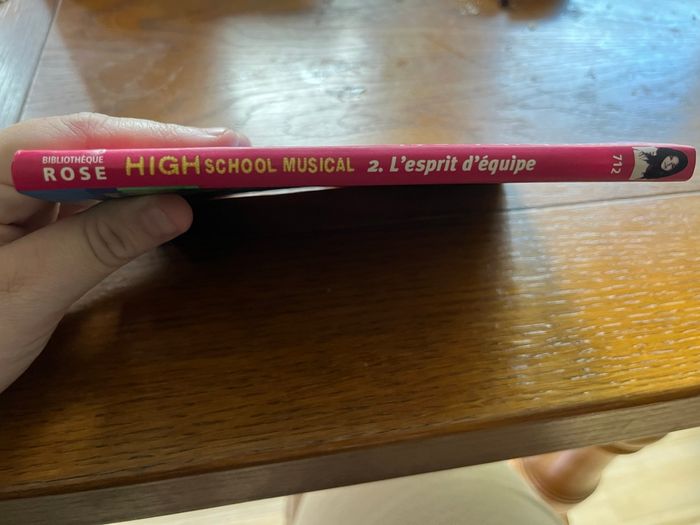 BIBLIOTHÈQUE
ROSE
HIGH SCHOOL MUSICAL 2. L'esprit d'équipe
712